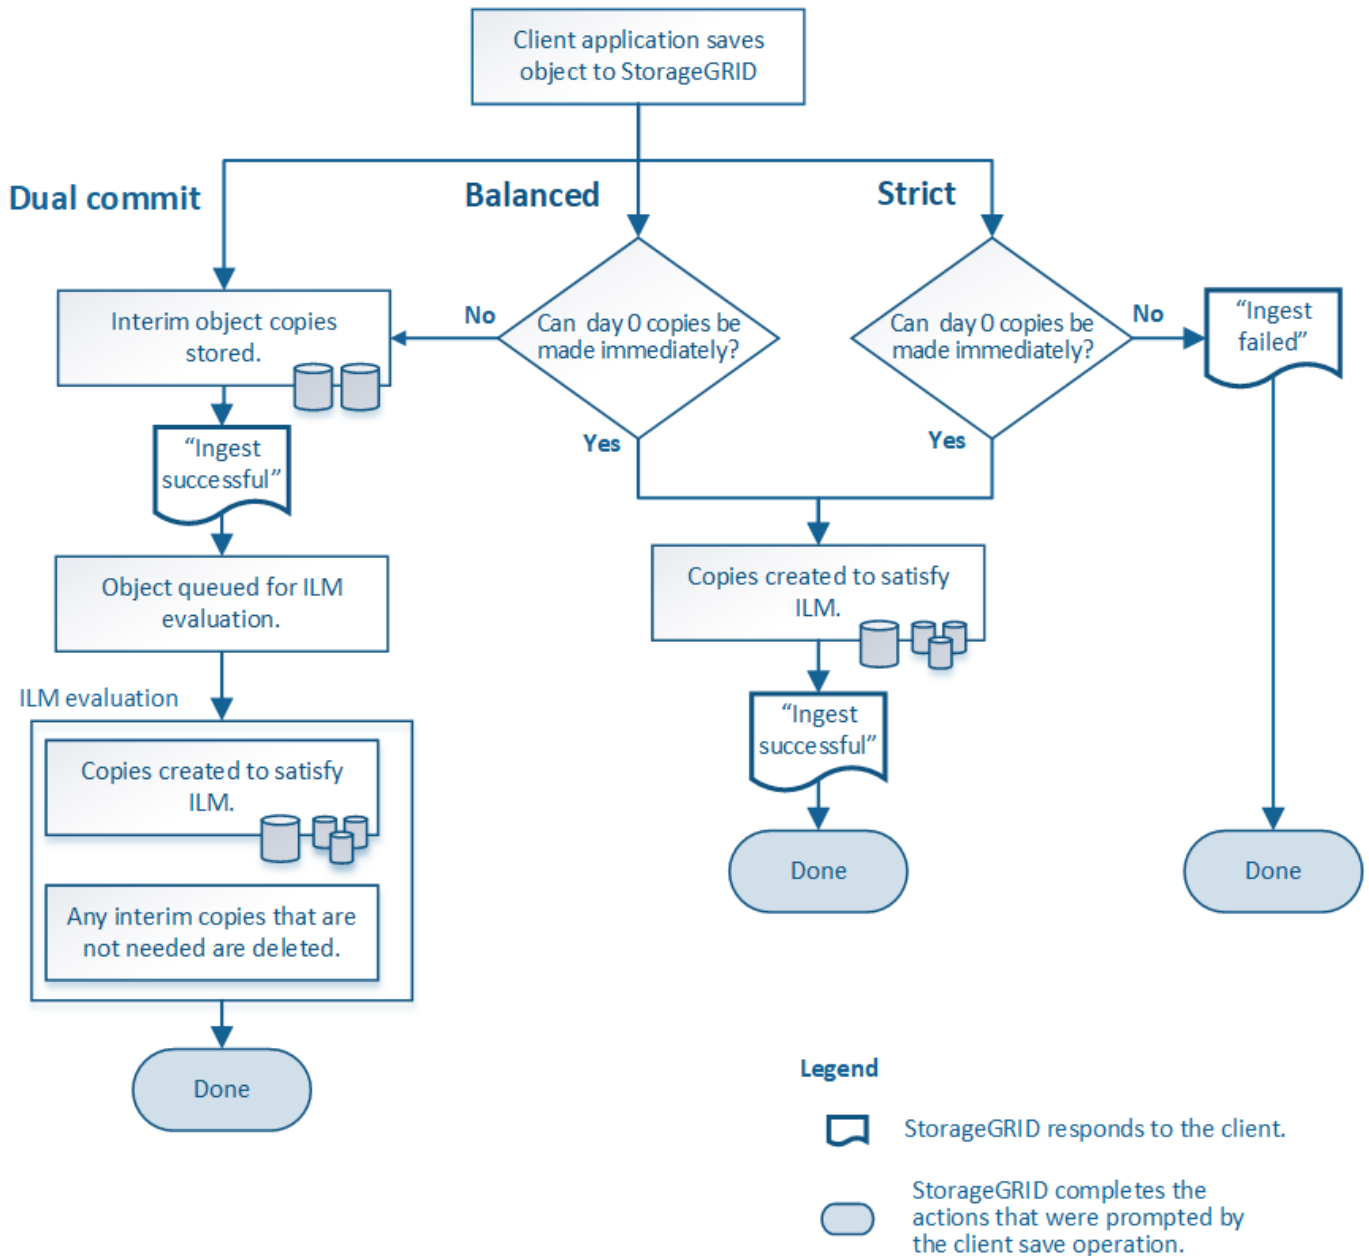 Client application saves
object to StorageGRID
Dual commit
Balanced
Strict
Interim object copies
stored.
No
Can day 0 copies be
made immediately?
Can day 0 copies be
made immediately?
No
“Ingest
failed”
Yes
Yes
“Ingest
successful”
Object queued for ILM
evaluation.
Copies created to satisfy
ILM.
ILM evaluation
“Ingest
successful”
Copies created to satisfy
ILM.
Any interim copies that are
not needed are deleted.
Done
Done
Done
Legend
StorageGRID responds to the client.
StorageGRID completes the
actions that were prompted by
the client save operation.